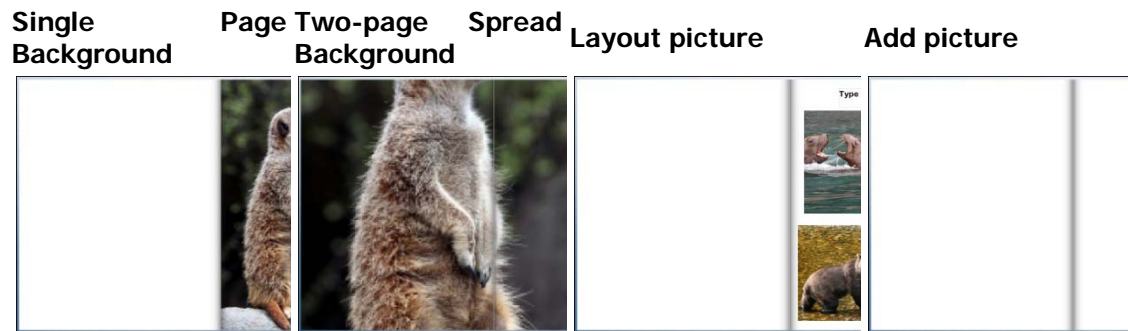 Single Page
Background
Two-page Spread
Background
Layout picture
Add picture
Type